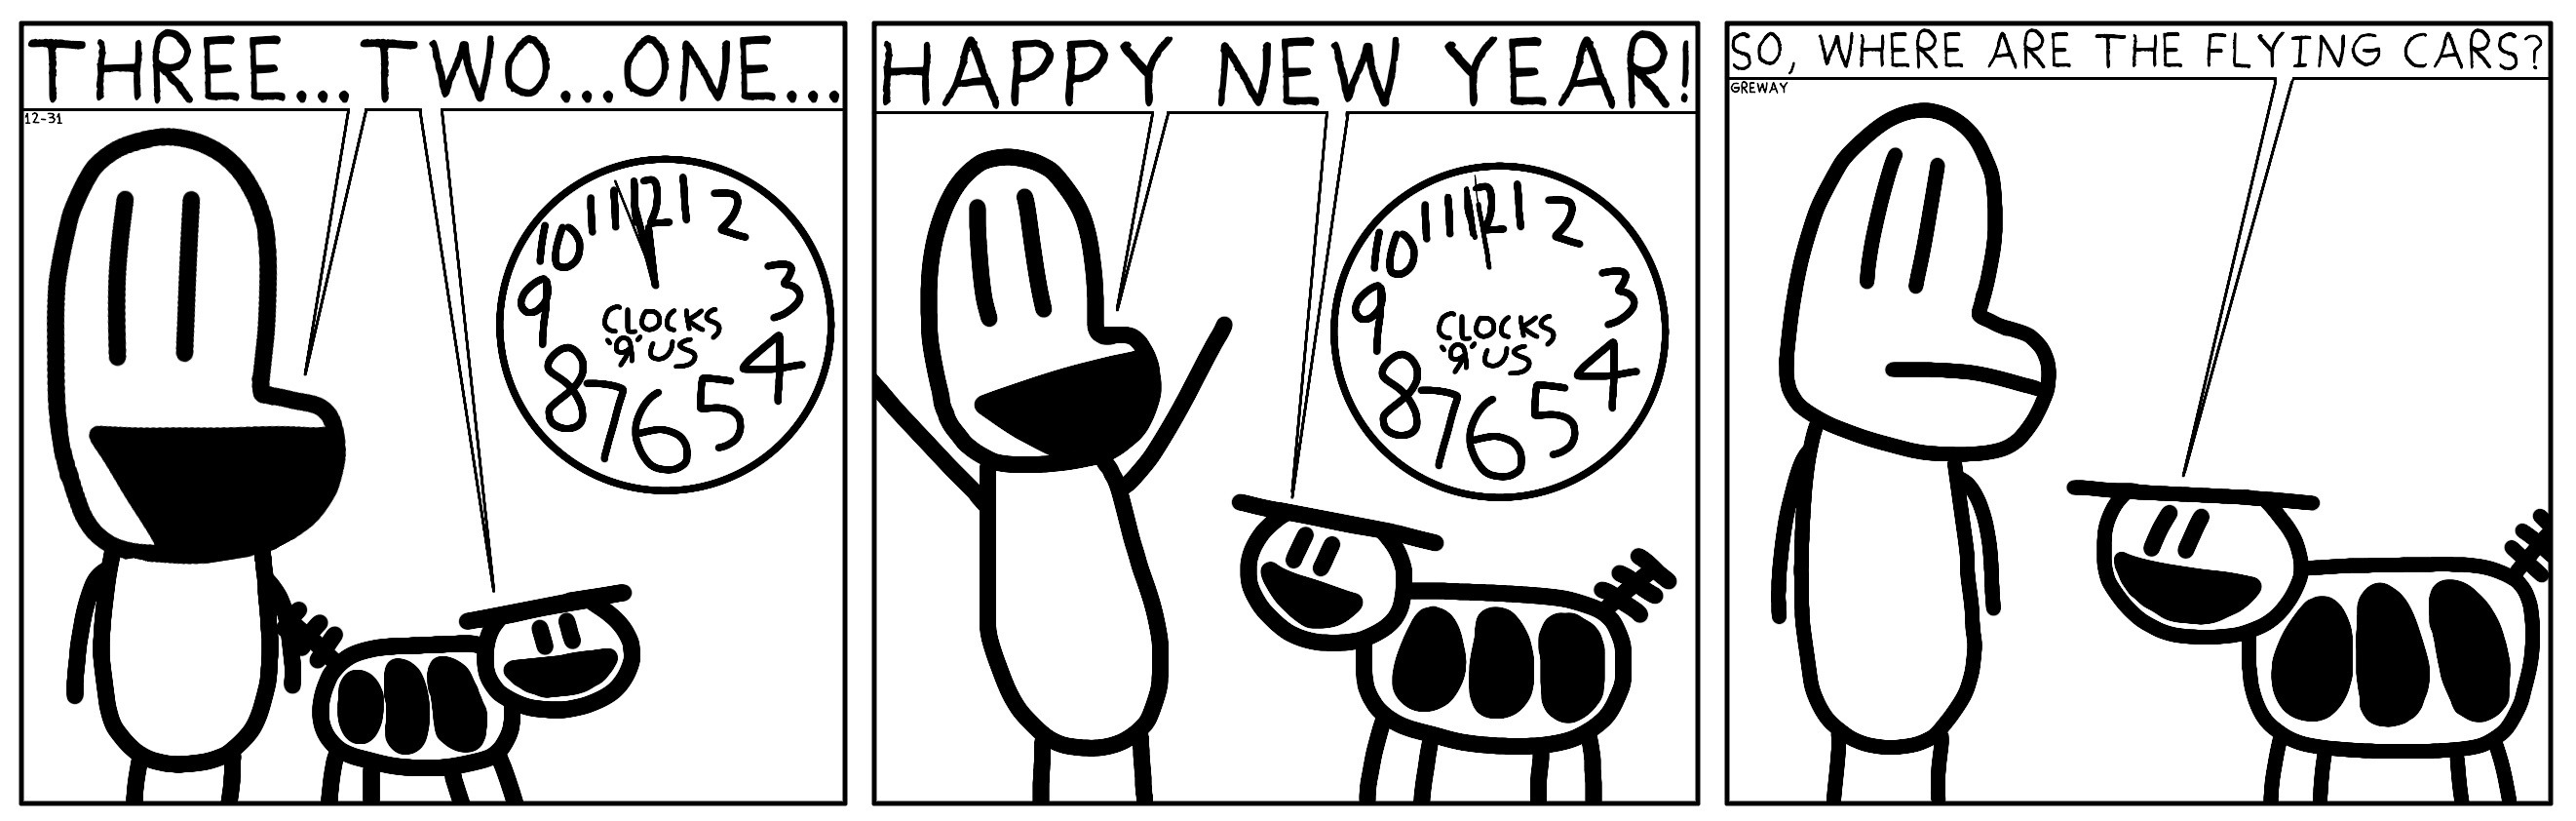 THREE...TWO...ONE...
12-31
11 12 1
10 2
9 3
CLOCKS
'Я' US
8 4
7 6 5
HAPPY NEW YEAR!
11 12 1
10 2
9 3
CLOCKS
'Я' US
8 4
7 6 5
SO, WHERE ARE THE FLYING CARS?
GREWAY